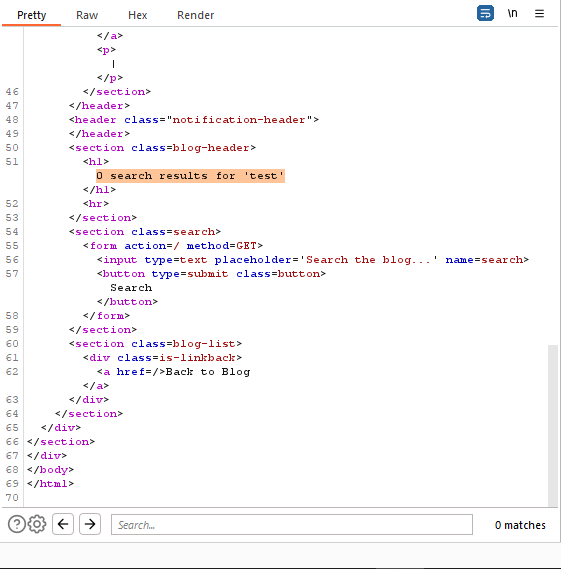 Pretty Raw Hex Render \n
</a>
<p>
|
</p>
46 </section>
47 </header>
48 <header class="notification-header">
49 </header>
50 <section class=blog-header>
51 <h1>
0 search results for 'test'
</h1>
52 <hr>
53 </section>
54 <section class=search>
55 <form action=/ method=GET>
56 <input type=text placeholder='Search the blog...' name=search>
57 <button type=submit class=button>
Search
</button>
58 </form>
59 </section>
60 <section class=blog-list>
61 <div class=is-linkback>
62 <a href=/>Back to Blog
</a>
63 </div>
64 </section>
65 </div>
66 </section>
67 </div>
68 </body>
69 </html>
70
Search... 0 matches